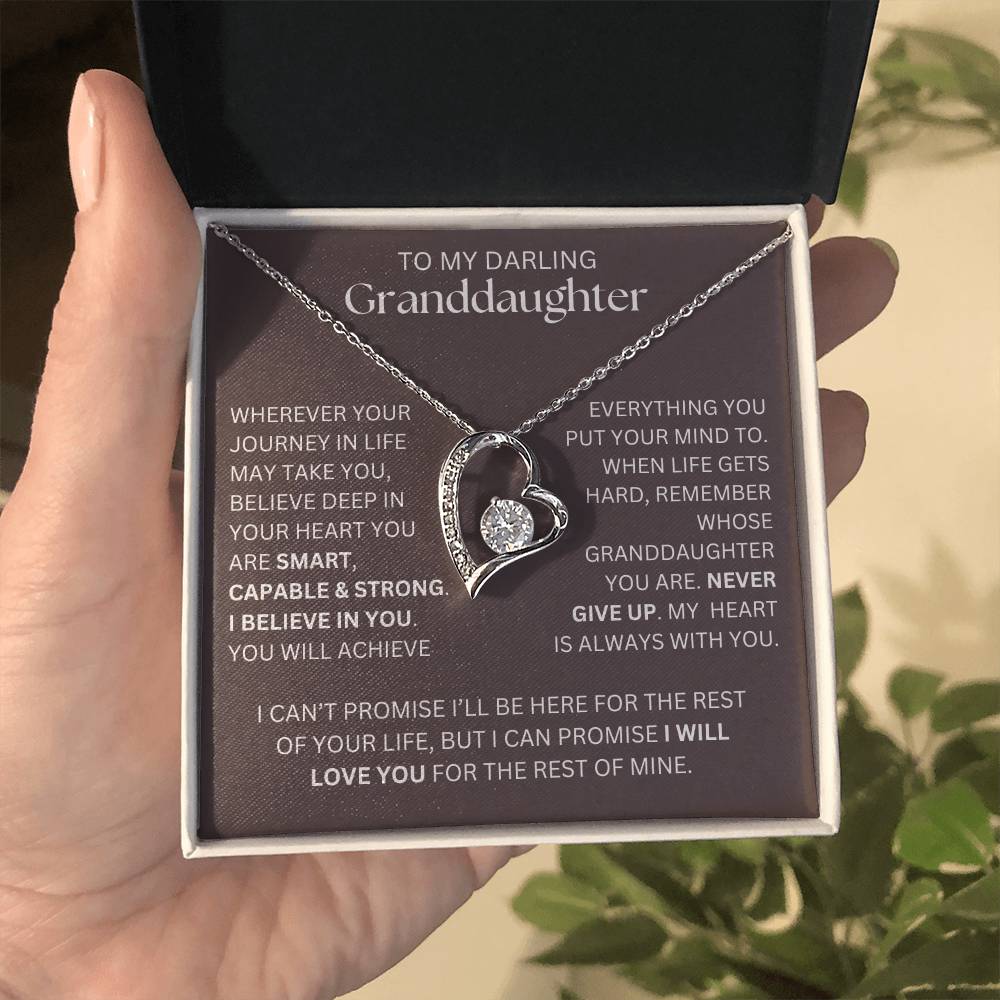 TO MY DARLING
Granddaughter
WHEREVER YOUR
JOURNEY IN LIFE
MAY TAKE YOU,
BELIEVE DEEP IN
YOUR HEART YOU
ARE SMART,
CAPABLE & STRONG.
I BELIEVE IN YOU.
YOU WILL ACHIEVE
EVERYTHING YOU
PUT YOUR MIND TO.
WHEN LIFE GETS
HARD, REMEMBER
WHOSE
GRANDDAUGHTER
YOU ARE. NEVER
GIVE UP. MY HEART
IS ALWAYS WITH YOU.
I CAN'T PROMISE I'LL BE HERE FOR THE REST
OF YOUR LIFE, BUT I CAN PROMISE I WILL
LOVE YOU FOR THE REST OF MINE.